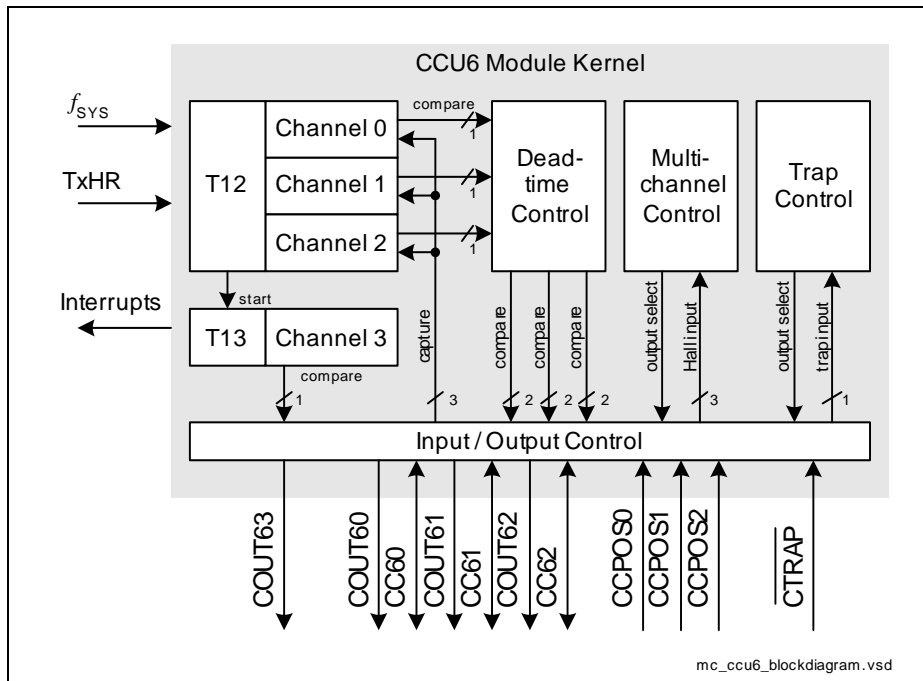 CCU6 Module Kernel
fSYS
TxHR
Interrupts
T12
Channel 0
Channel 1
Channel 2
compare
1
1
1
Dead-
time
Control
Multi-
channel
Control
Trap
Control
start
T13
Channel 3
compare
1
capture
3
compare
2
compare
2
compare
2
output select
Hall input
3
output select
trap input
1
Input / Output Control
COUT63
COUT60
CC60
COUT61
CC61
COUT62
CC62
CCPOS0
CCPOS1
CCPOS2
CTRAP
mc_ccu6_blockdiagram.vsd